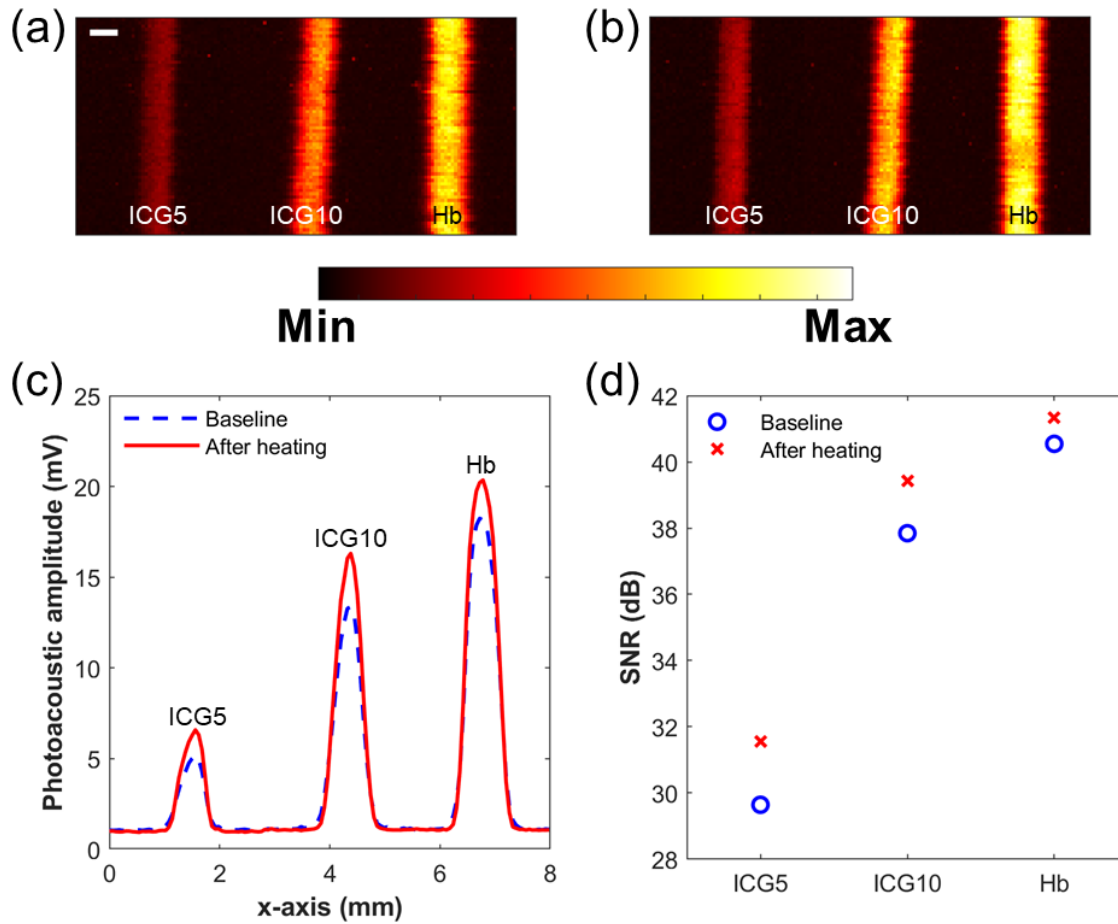 (a)
(b)
ICG5
ICG10
Hb
ICG5
ICG10
Hb
Min
Max
(c)
(d)
25
20
15
10
5
0
Photoacoustic amplitude (mV)
Baseline
After heating
ICG5
ICG10
Hb
0
2
4
6
8
x-axis (mm)
42
40
38
36
34
32
30
28
SNR (dB)
Baseline
After heating
ICG5
ICG10
Hb